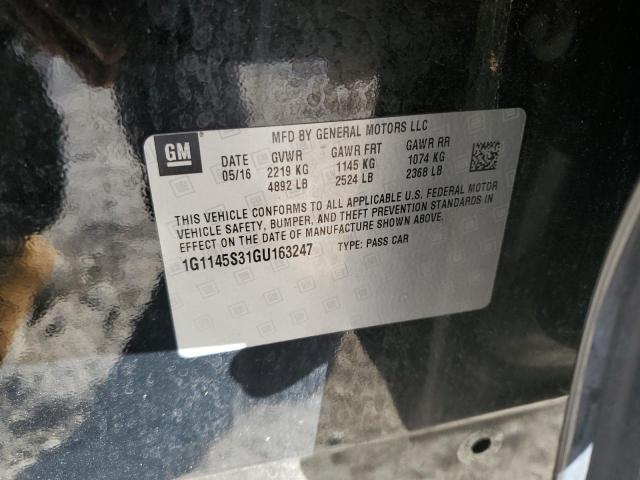 GM
MFD BY GENERAL MOTORS LLC
DATE GVWR GAWR FRT GAWR RR
05/16 2219 KG 1145 KG 1074 KG
4892 LB 2524 LB 2368 LB
THIS VEHICLE CONFORMS TO ALL APPLICABLE U.S. FEDERAL MOTOR
VEHICLE SAFETY, BUMPER, AND THEFT PREVENTION STANDARDS IN
EFFECT ON THE DATE OF MANUFACTURE SHOWN ABOVE.
1G1145S31GU163247 TYPE: PASS CAR